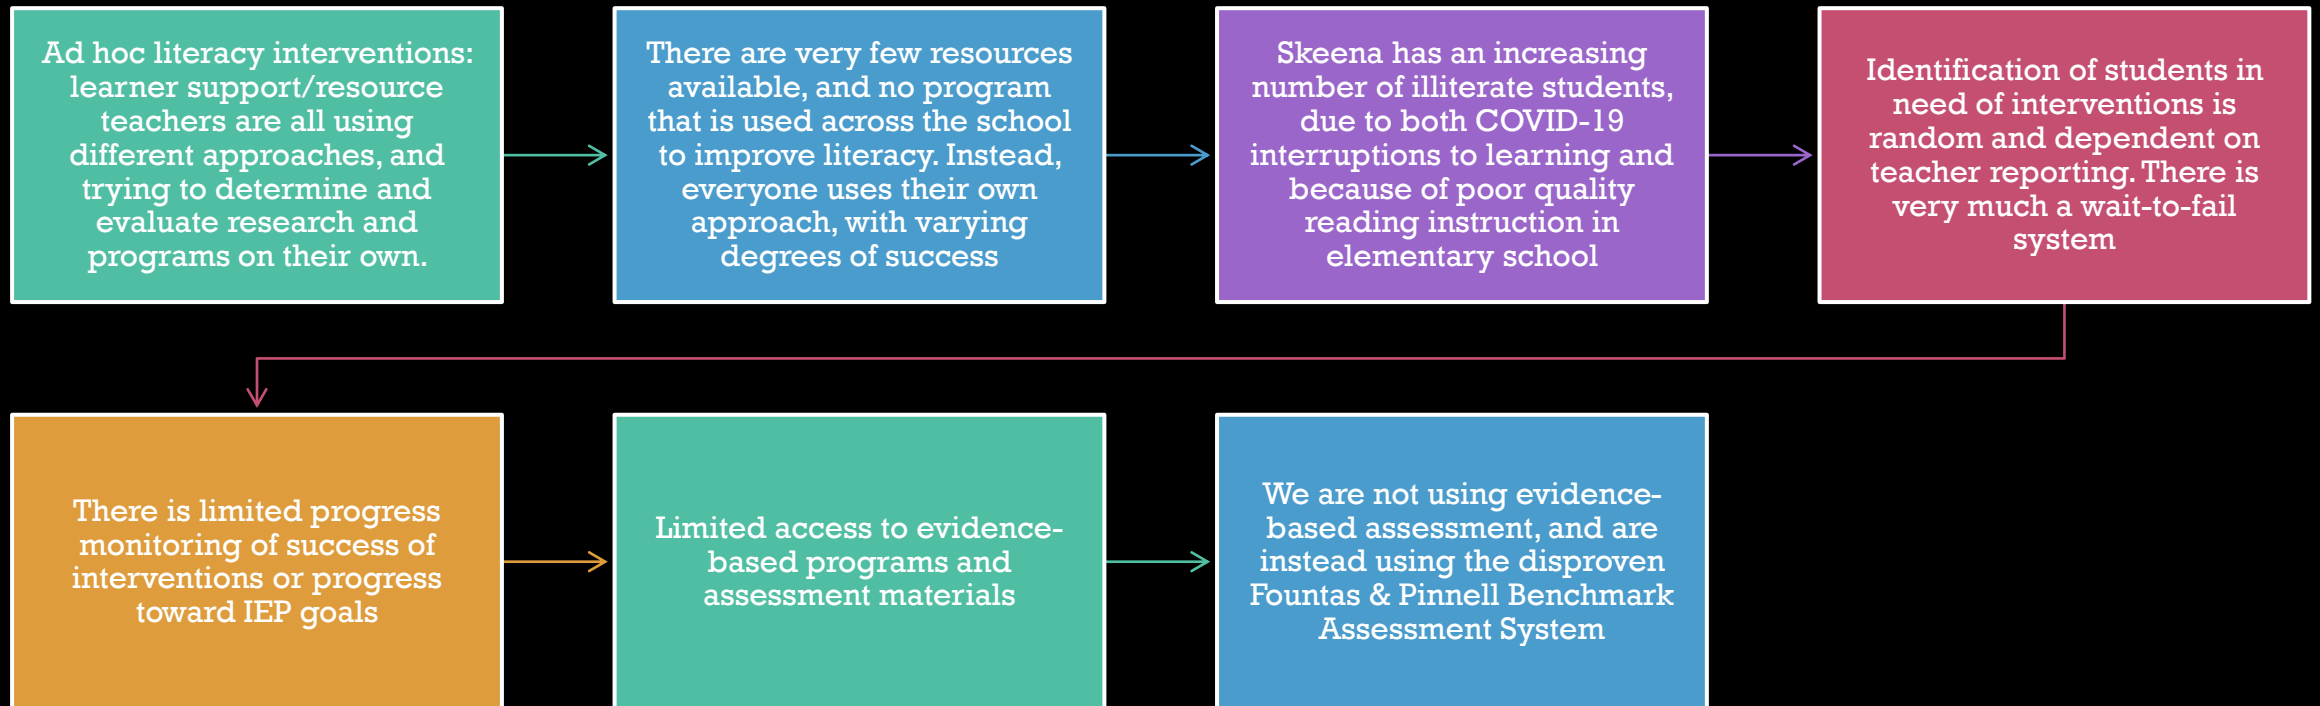 Ad hoc literacy interventions:
learner support/resource
teachers are all using
different approaches, and
trying to determine and
evaluate research and
programs on their own.
There are very few resources
available, and no program
that is used across the school
to improve literacy. Instead,
everyone uses their own
approach, with varying
degrees of success
Skeena has an increasing
number of illiterate students,
due to both COVID-19
interruptions to learning and
because of poor quality
reading instruction in
elementary school
Identification of students in
need of interventions is
random and dependent on
teacher reporting. There is
very much a wait-to-fail
system
There is limited progress
monitoring of success of
interventions or progress
toward IEP goals
Limited access to evidence-
based programs and
assessment materials
We are not using evidence-
based assessment, and are
instead using the disproven
Fountas & Pinnell Benchmark
Assessment System